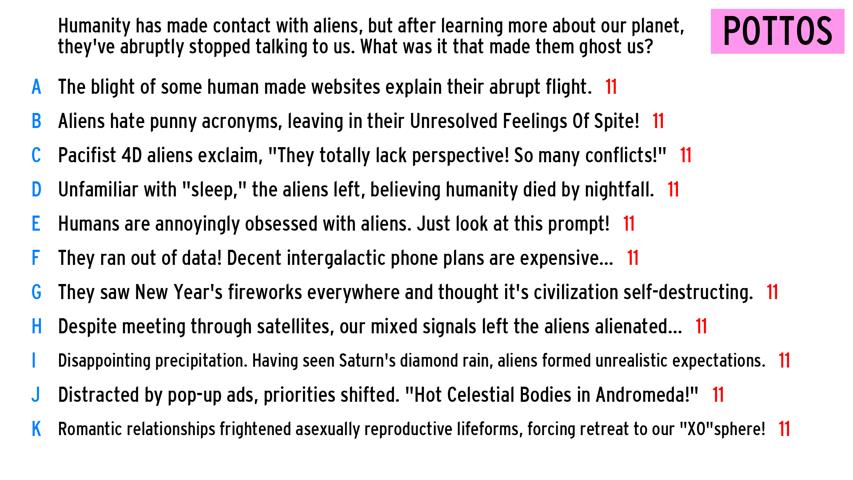 Humanity has made contact with aliens, but after learning more about our planet,
they've abruptly stopped talking to us. What was it that made them ghost us?
POTTOS
A The blight of some human made websites explain their abrupt flight. 11
B Aliens hate punny acronyms, leaving in their Unresolved Feelings Of Spite! 11
C Pacifist 4D aliens exclaim, "They totally lack perspective! So many conflicts!" 11
D Unfamiliar with "sleep," the aliens left, believing humanity died by nightfall. 11
E Humans are annoyingly obsessed with aliens. Just look at this prompt! 11
F They ran out of data! Decent intergalactic phone plans are expensive... 11
G They saw New Year's fireworks everywhere and thought it's civilization self-destructing. 11
H Despite meeting through satellites, our mixed signals left the aliens alienated... 11
I Disappointing precipitation. Having seen Saturn's diamond rain, aliens formed unrealistic expectations. 11
J Distracted by pop-up ads, priorities shifted. "Hot Celestial Bodies in Andromeda!" 11
K Romantic relationships frightened asexually reproductive lifeforms, forcing retreat to our "XO"sphere! 11